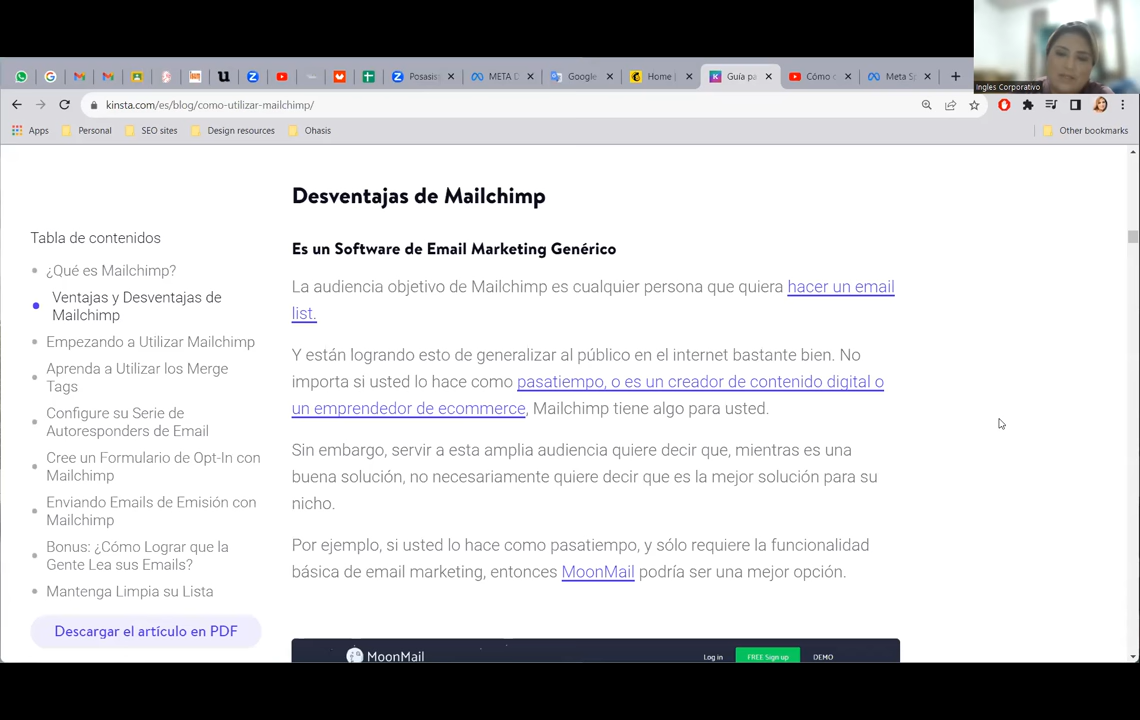 Ingles Corporativo
Posasis
META D
Google
Home |
Guía pa
Cómo c
Meta S
kinsta.com/es/blog/como-utilizar-mailchimp/
Apps
Personal
SEO sites
Design resources
Ohasis
Other bookmarks
Tabla de contenidos
¿Qué es Mailchimp?
Ventajas y Desventajas de
Mailchimp
Empezando a Utilizar Mailchimp
Aprenda a Utilizar los Merge
Tags
Configure su Serie de
Autoresponders de Email
Cree un Formulario de Opt-In con
Mailchimp
Enviando Emails de Emisión con
Mailchimp
Bonus: ¿Cómo Lograr que la
Gente Lea sus Emails?
Mantenga Limpia su Lista
Descargar el artículo en PDF
Desventajas de Mailchimp
Es un Software de Email Marketing Genérico
La audiencia objetivo de Mailchimp es cualquier persona que quiera hacer un email
list.
Y están logrando esto de generalizar al público en el internet bastante bien. No
importa si usted lo hace como pasatiempo, o es un creador de contenido digital o
un emprendedor de ecommerce, Mailchimp tiene algo para usted.
Sin embargo, servir a esta amplia audiencia quiere decir que, mientras es una
buena solución, no necesariamente quiere decir que es la mejor solución para su
nicho.
Por ejemplo, si usted lo hace como pasatiempo, y sólo requiere la funcionalidad
básica de email marketing, entonces MoonMail podría ser una mejor opción.
MoonMail
Log in
FREE Sign up
DEMO